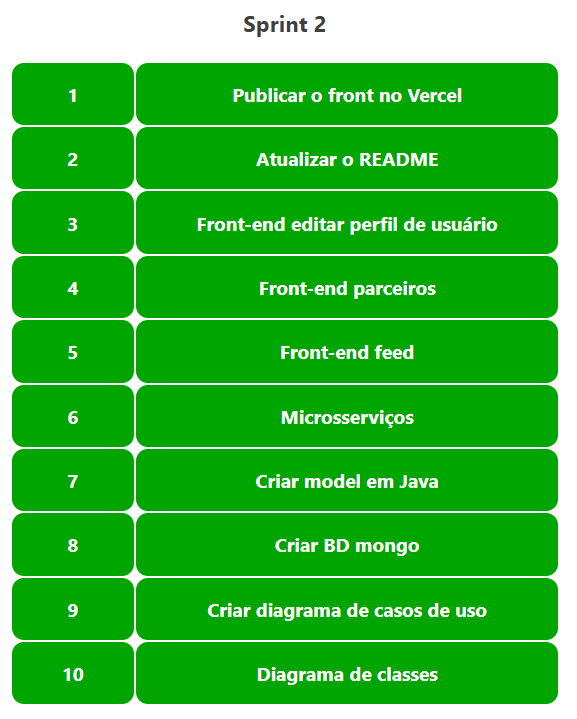 Sprint 2
1 Publicar o front no Vercel
2 Atualizar o README
3 Front-end editar perfil de usuário
4 Front-end parceiros
5 Front-end feed
6 Microsserviços
7 Criar model em Java
8 Criar BD mongo
9 Criar diagrama de casos de uso
10 Diagrama de classes